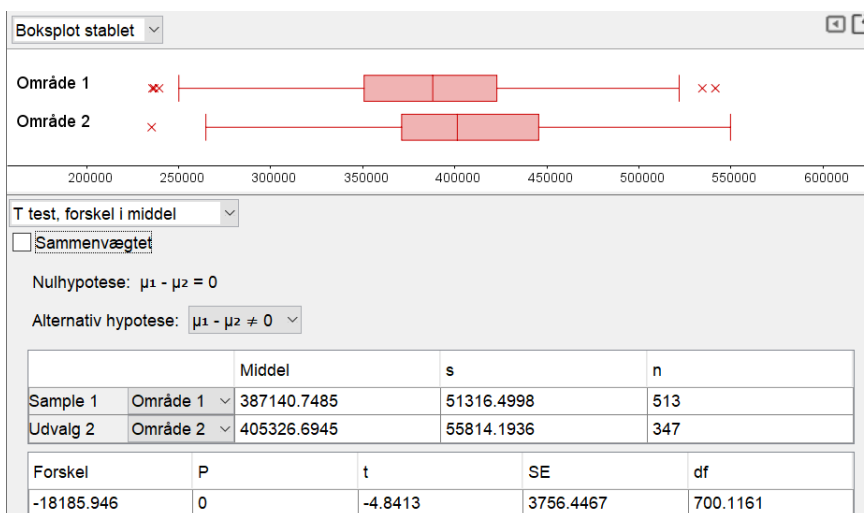 Boksplot stablet
Område 1
Område 2
200000 250000 300000 350000 400000 450000 500000 550000 600000
T test, forskel i middel
Sammenvægtet
Nulhypotese: μ1 - μ2 = 0
Alternativ hypotese: μ1 - μ2 ≠ 0
Middel s n
Sample 1 Område 1 387140.7485 51316.4998 513
Udvalg 2 Område 2 405326.6945 55814.1936 347
Forskel P t SE df
-18185.946 0 -4.8413 3756.4467 700.1161